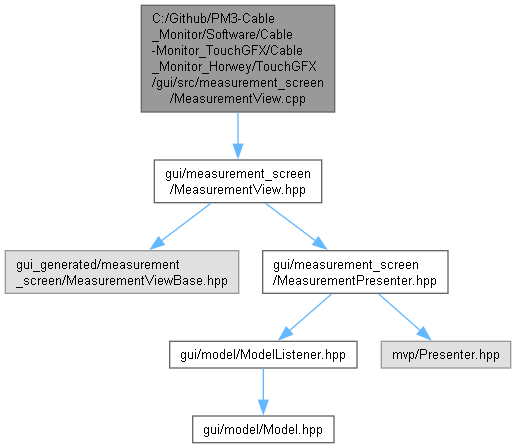 C:/Github/PM3-Cable
_Monitor/Software/Cable
-Monitor_TouchGFX/Cable
_Monitor_Horwey/TouchGFX
/gui/src/measurement_screen
/MeasurementView.cpp
gui/measurement_screen
/MeasurementView.hpp
gui_generated/measurement
_screen/MeasurementViewBase.hpp
gui/measurement_screen
/MeasurementPresenter.hpp
gui/model/ModelListener.hpp
mvp/Presenter.hpp
gui/model/Model.hpp